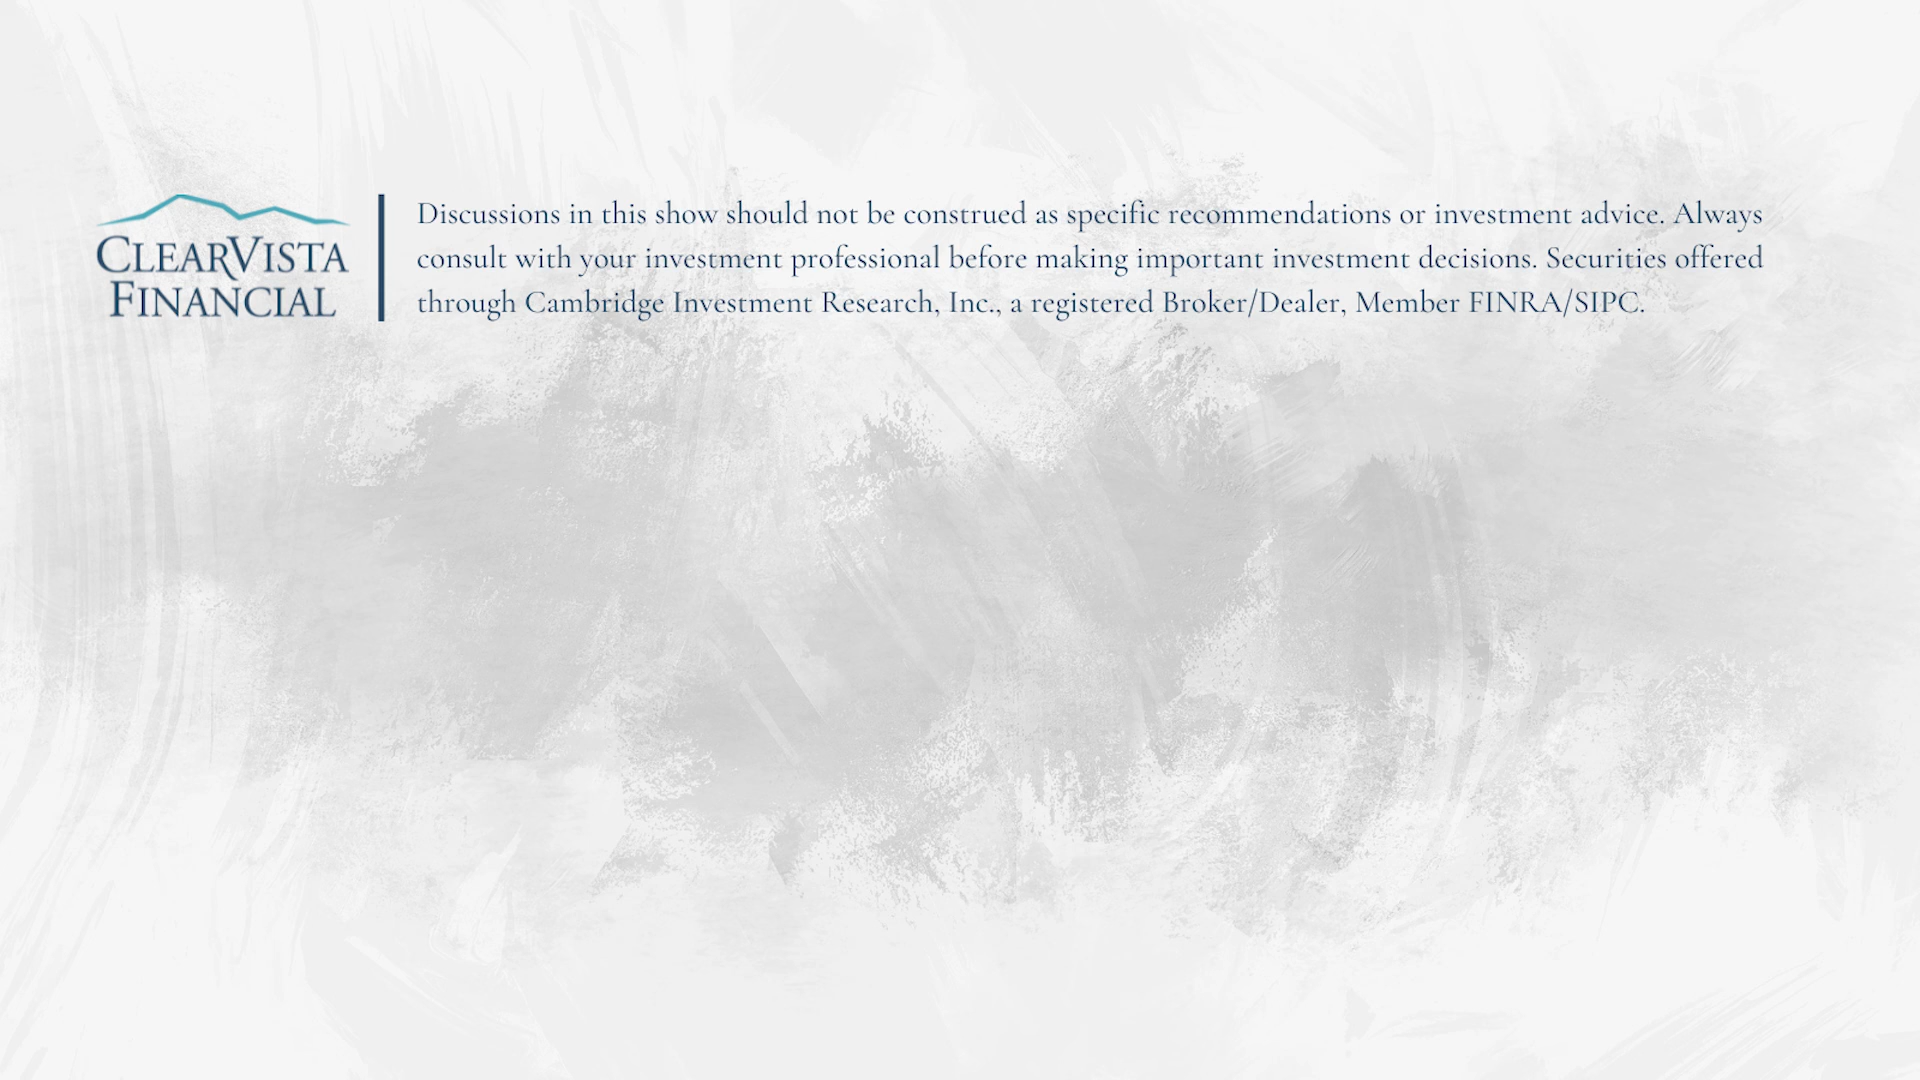 CLEARVISTA
FINANCIAL
Discussions in this show should not be construed as specific recommendations or investment advice. Always
consult with your investment professional before making important investment decisions. Securities offered
through Cambridge Investment Research, Inc., a registered Broker/Dealer, Member FINRA/SIPC.